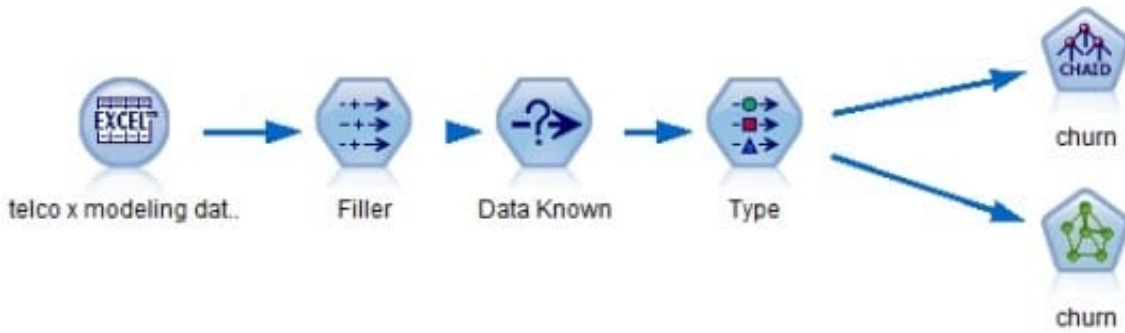 EXCEL
telco x modeling dat..
Filler
Data Known
Type
CHAID
churn
churn